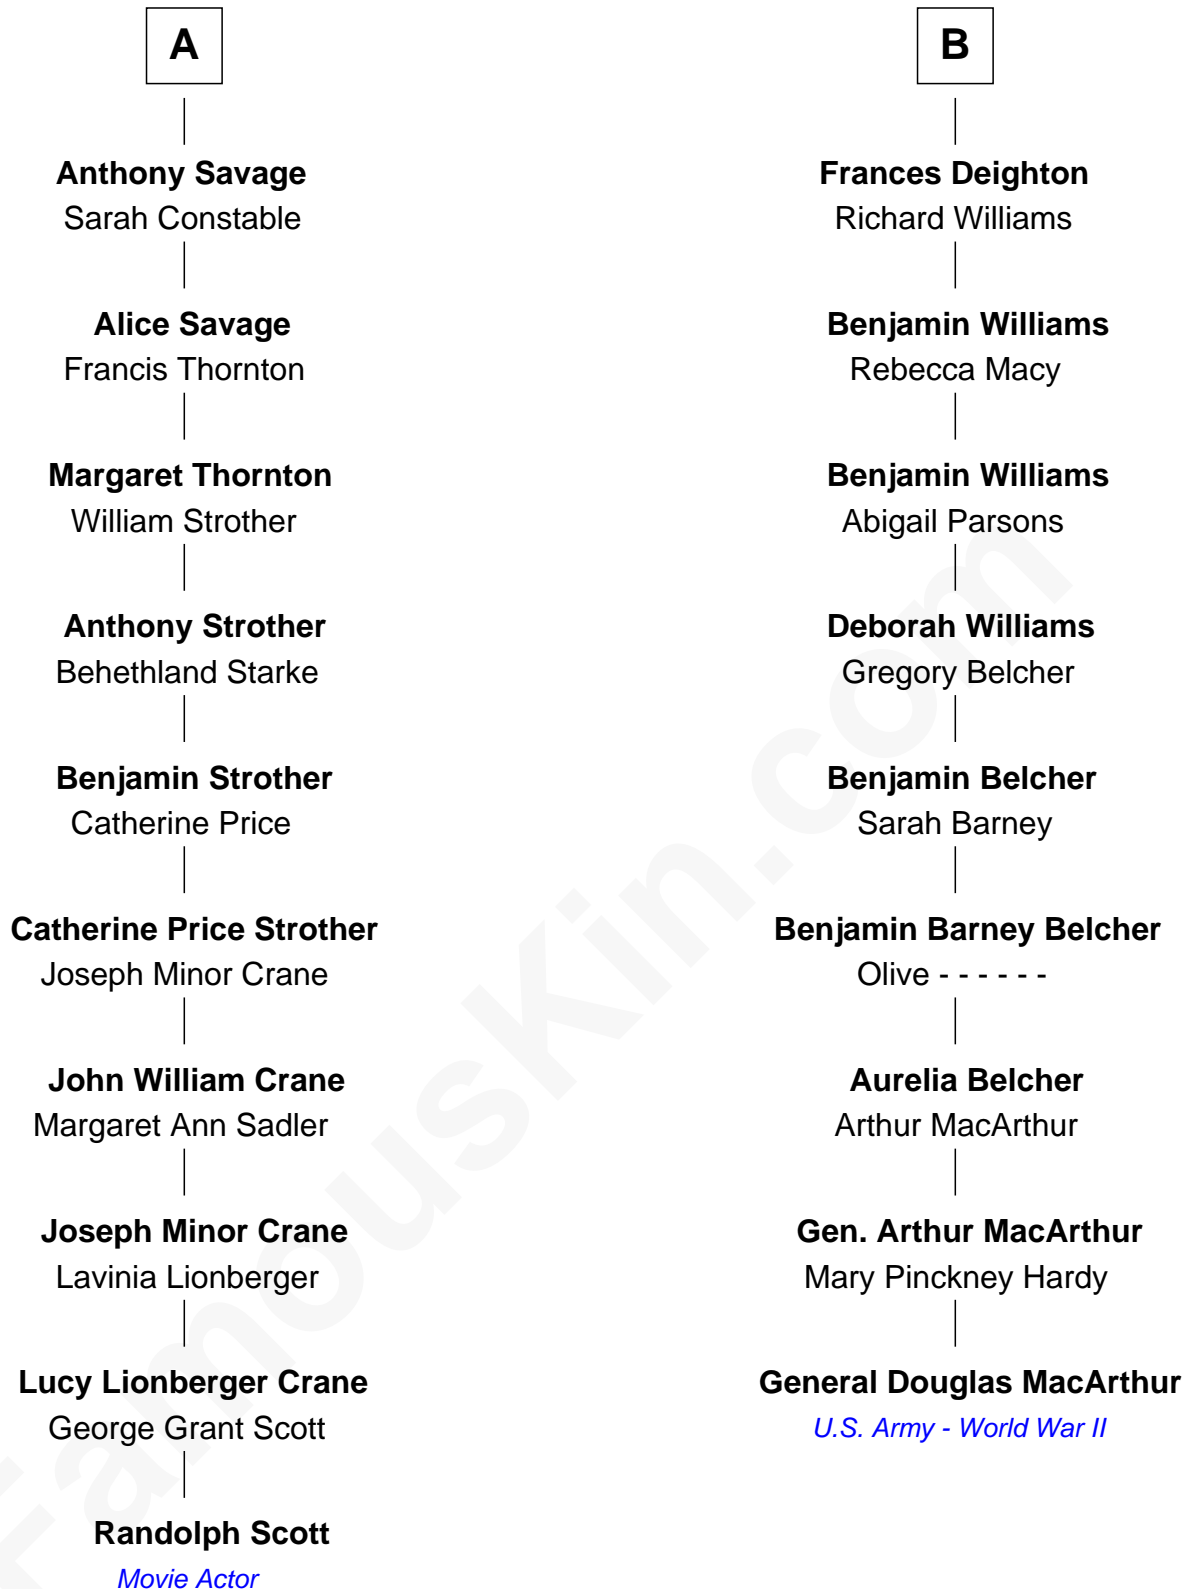 A
Anthony Savage
Sarah Constable
Alice Savage
Francis Thornton
Margaret Thornton
William Strother
Anthony Strother
Behethland Starke
Benjamin Strother
Catherine Price
Catherine Price Strother
Joseph Minor Crane
John William Crane
Margaret Ann Sadler
Joseph Minor Crane
Lavinia Lionberger
Lucy Lionberger Crane
George Grant Scott
Randolph Scott
Movie Actor
B
Frances Deighton
Richard Williams
Benjamin Williams
Rebecca Macy
Benjamin Williams
Abigail Parsons
Deborah Williams
Gregory Belcher
Benjamin Belcher
Sarah Barney
Benjamin Barney Belcher
Olive - - - - - -
Aurelia Belcher
Arthur MacArthur
Gen. Arthur MacArthur
Mary Pinckney Hardy
General Douglas MacArthur
U.S. Army - World War II
FamousKin.com